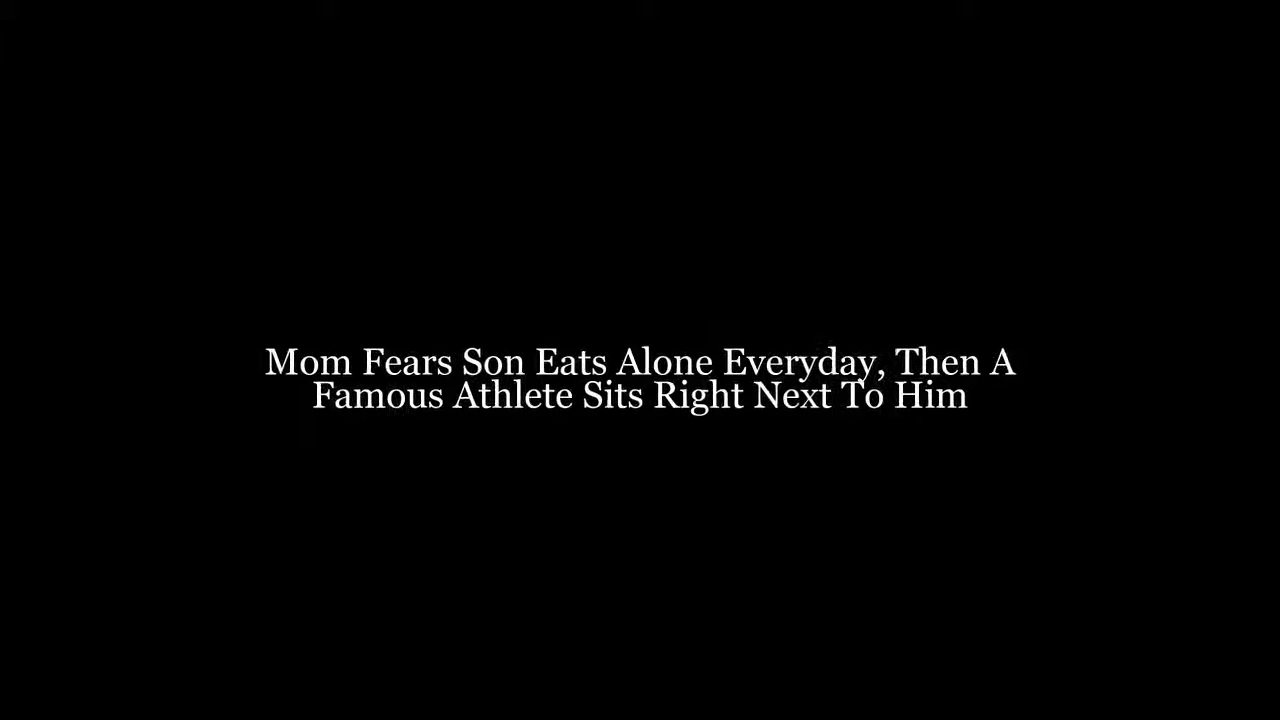 Mom Fears Son Eats Alone Everyday, Then A
Famous Athlete Sits Right Next To Him